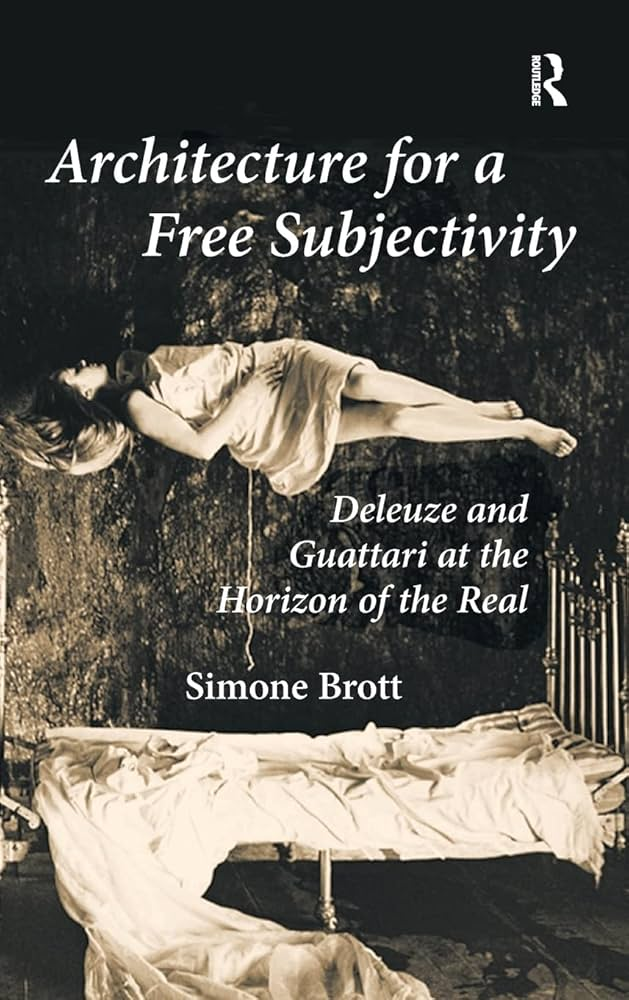 ROUTLEDGE
Architecture for a
Free Subjectivity
Deleuze and
Guattari at the
Horizon of the Real
Simone Brott